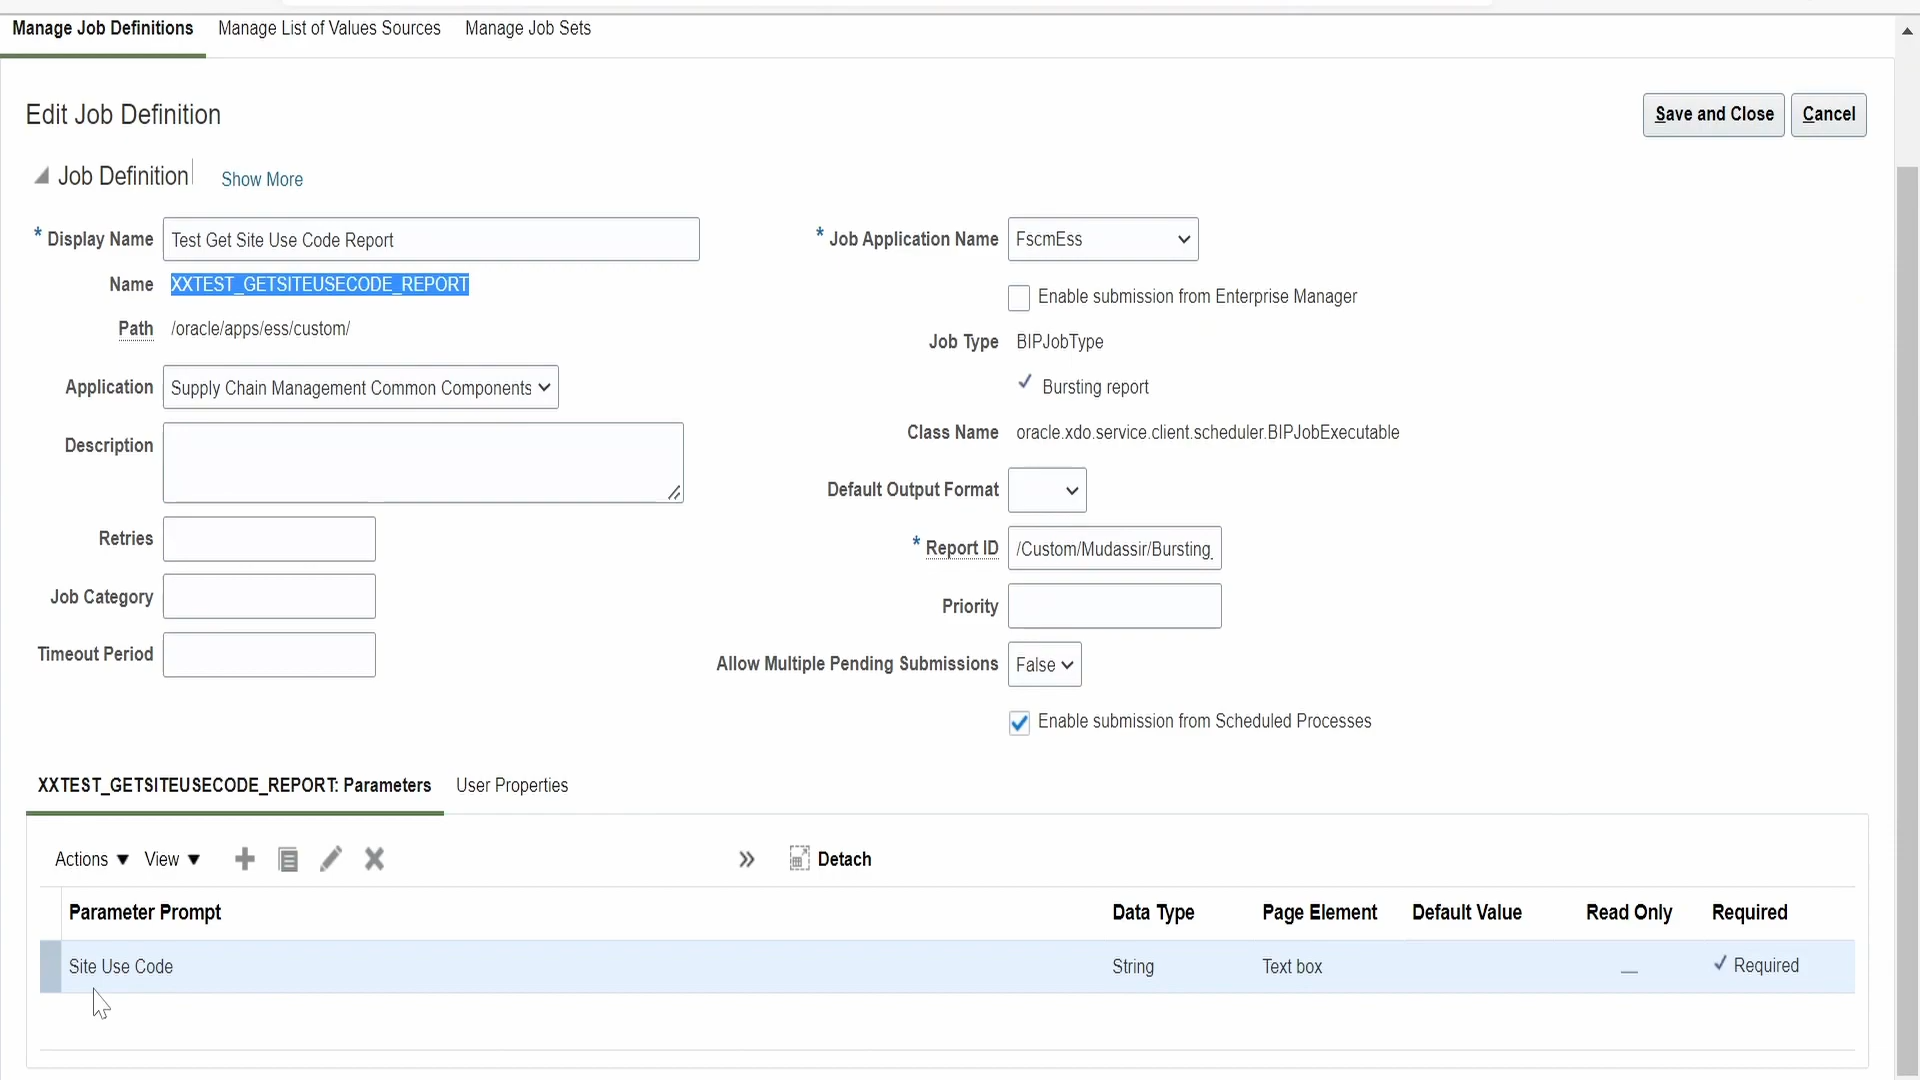 Manage Job Definitions Manage List of Values Sources Manage Job Sets
Edit Job Definition
Save and Close Cancel
Job Definition Show More
* Display Name Test Get Site Use Code Report
Name XXTEST_GETSITEUSECODE_REPORT
Path /oracle/apps/ess/custom/
Application Supply Chain Management Common Components
Description
Retries
Job Category
Timeout Period
* Job Application Name FscmEss
Enable submission from Enterprise Manager
Job Type BIPJobType
Bursting report
Class Name oracle.xdo.service.client.scheduler.BIPJobExecutable
Default Output Format
* Report ID /Custom/Mudassir/Bursting_
Priority
Allow Multiple Pending Submissions False
Enable submission from Scheduled Processes
XXTEST_GETSITEUSECODE_REPORT: Parameters User Properties
Actions View Detach
Parameter Prompt Data Type Page Element Default Value Read Only Required
Site Use Code String Text box Required